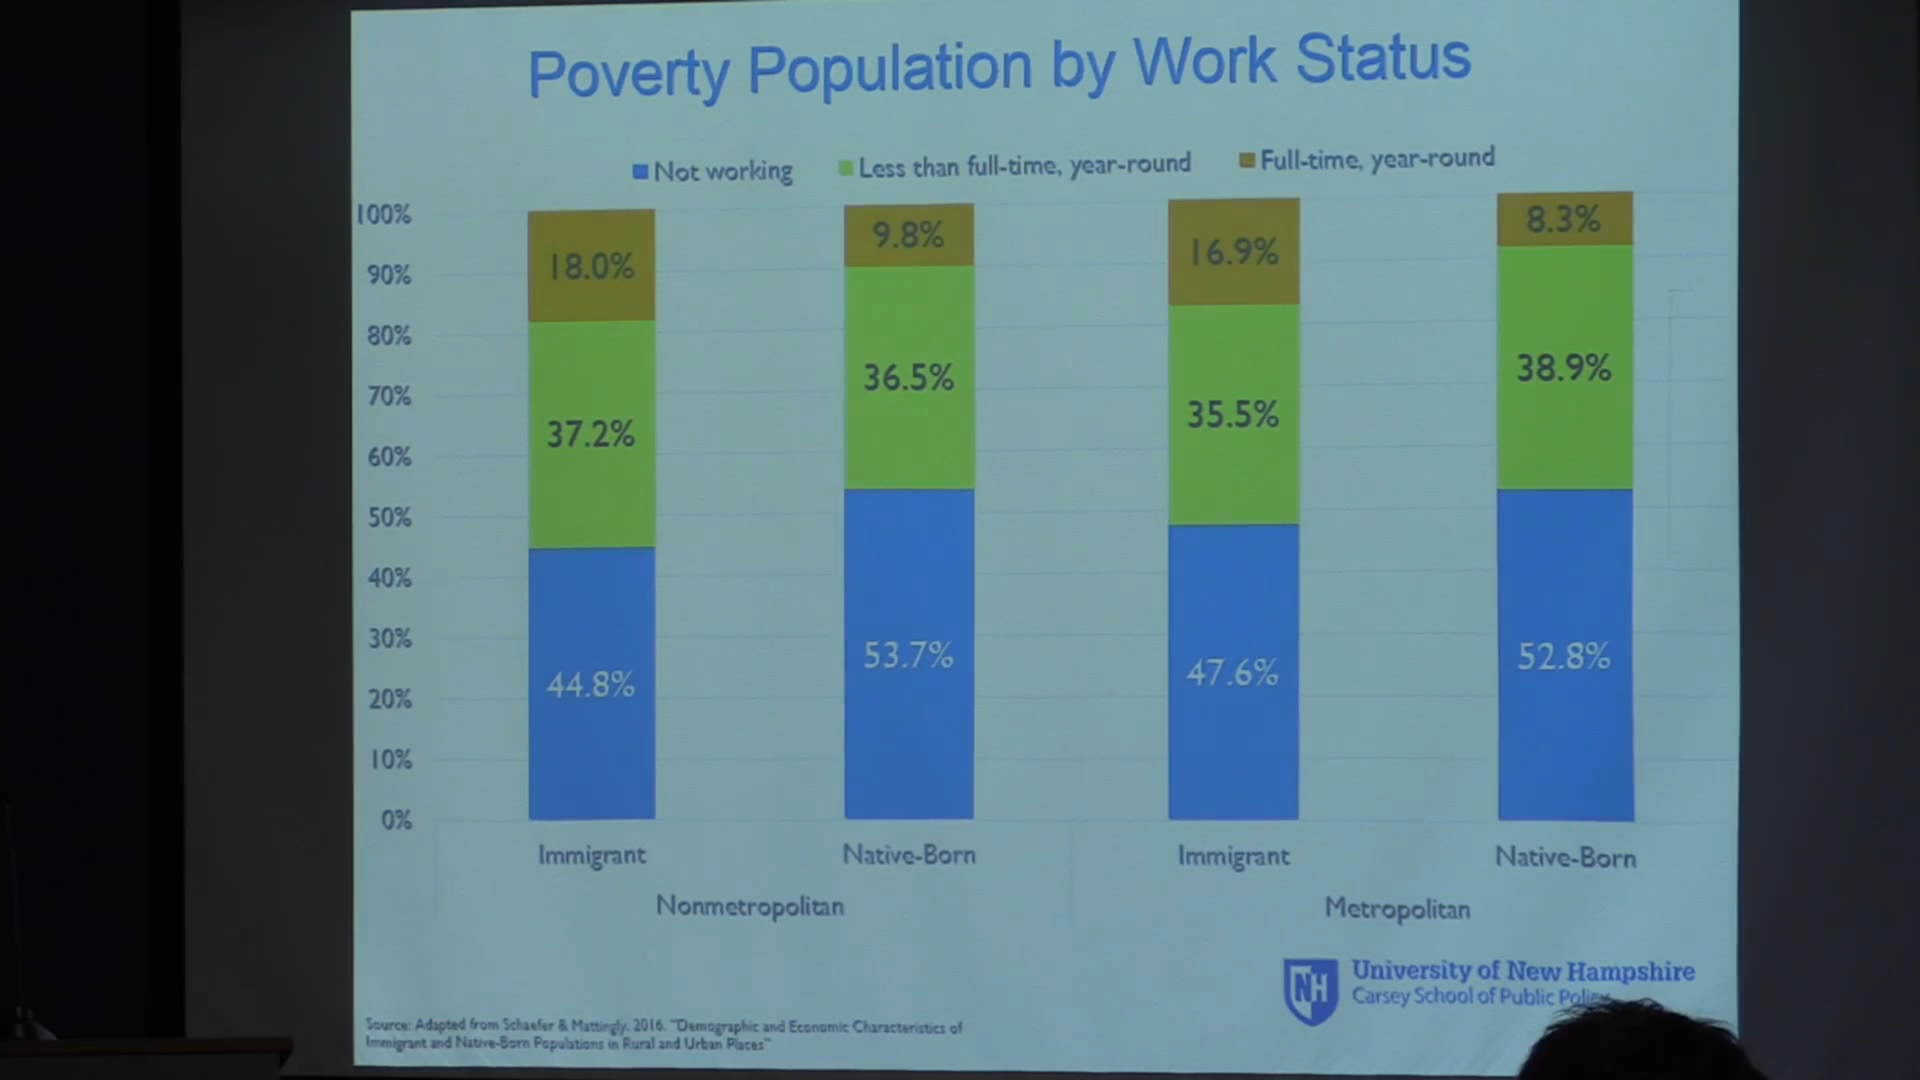 Poverty Population by Work Status
Not working Less than full-time, year-round Full-time, year-round
100%
90%
80%
70%
60%
50%
40%
30%
20%
10%
0%
18.0% 9.8% 16.9% 8.3%
37.2% 36.5% 35.5% 38.9%
44.8% 53.7% 47.6% 52.8%
Immigrant Native-Born Immigrant Native-Born
Nonmetropolitan Metropolitan
NH
University of New Hampshire
Carsey School of Public
Source: Adapted from Schaefer & Mattingly. 2016. "Demographic and Economic Characteristics of
Immigrant and Native-Born Populations in Rural and Urban Places"